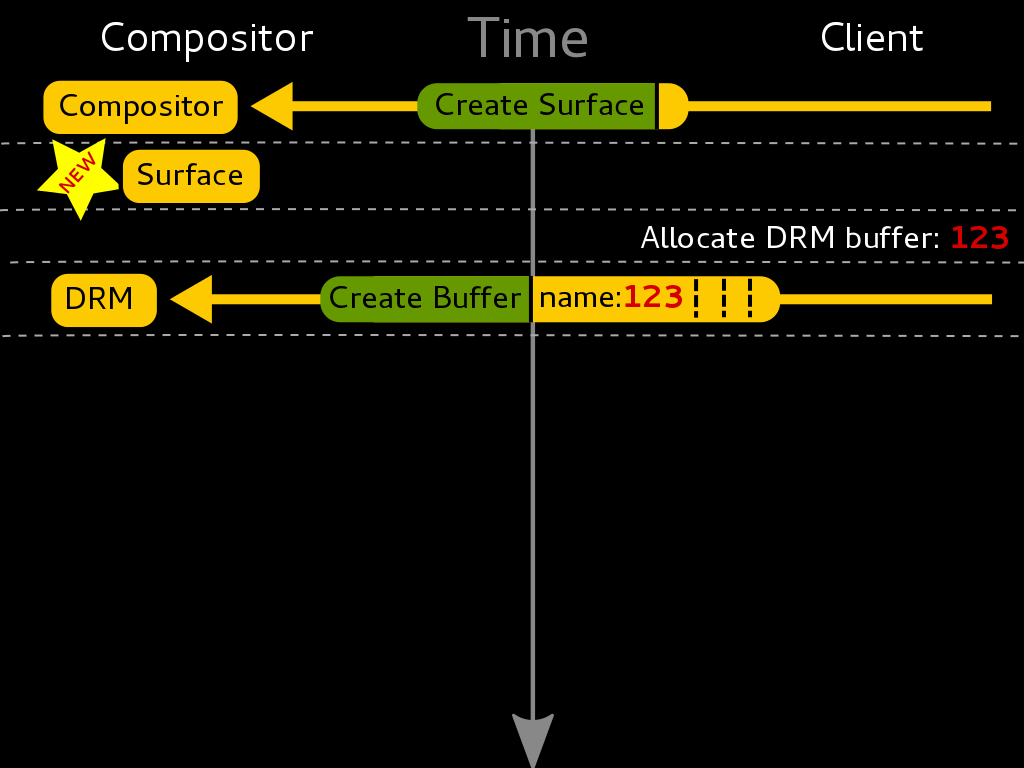 Compositor Time Client
Compositor Create Surface
NEW Surface
Allocate DRM buffer: 123
DRM Create Buffer name:123